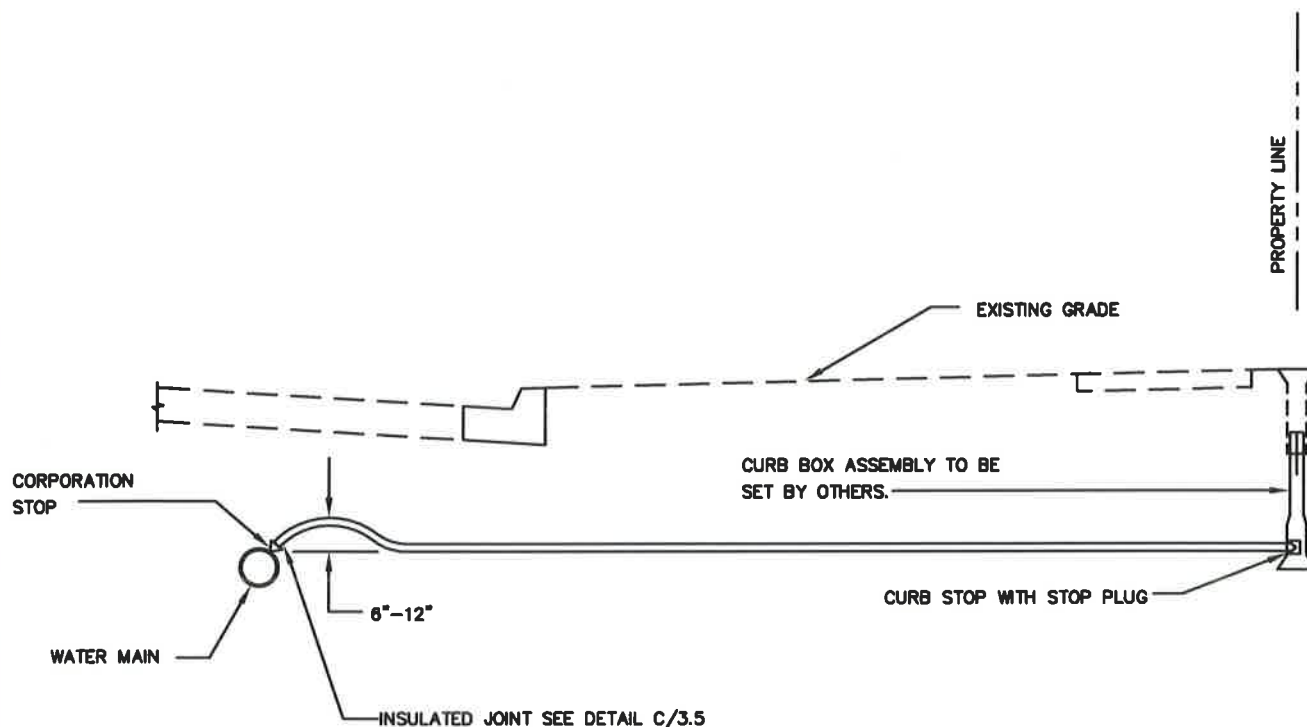 PROPERTY LINE
EXISTING GRADE
CORPORATION
STOP
CURB BOX ASSEMBLY TO BE
SET BY OTHERS.
CURB STOP WITH STOP PLUG
6"-12"
WATER MAIN
INSULATED JOINT SEE DETAIL C/3.5